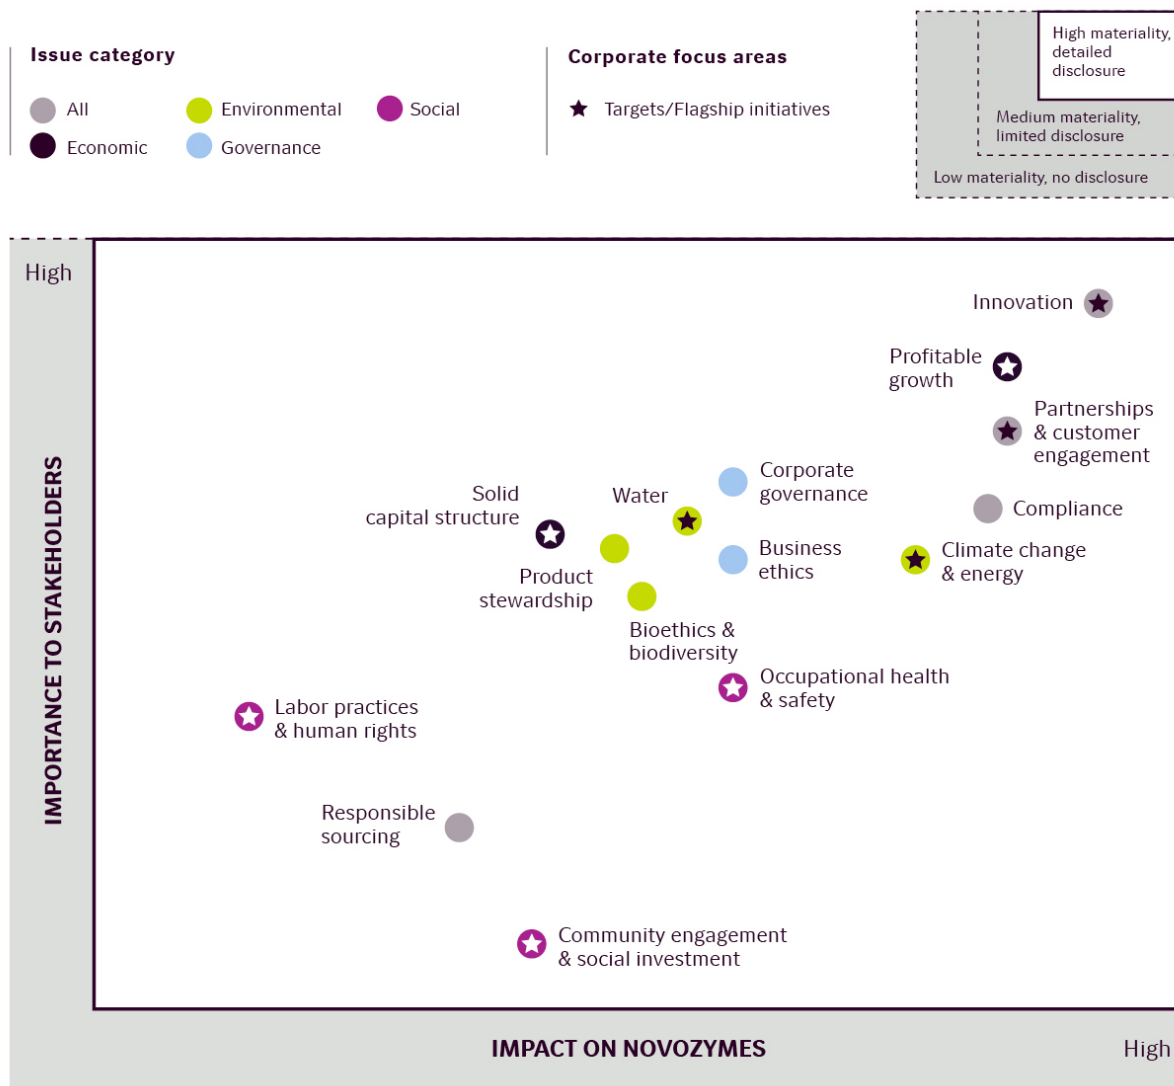 Issue category
All
Environmental
Social
Economic
Governance
Corporate focus areas
Targets/Flagship initiatives
High materiality,
detailed
disclosure
Medium materiality,
limited disclosure
Low materiality, no disclosure
High
IMPORTANCE TO STAKEHOLDERS
Innovation
Profitable
growth
Partnerships
& customer
engagement
Corporate
governance
Solid
capital structure
Water
Compliance
Business
ethics
Climate change
& energy
Product
stewardship
Bioethics &
biodiversity
Occupational health
& safety
Labor practices
& human rights
Responsible
sourcing
Community engagement
& social investment
IMPACT ON NOVOZYMES
High